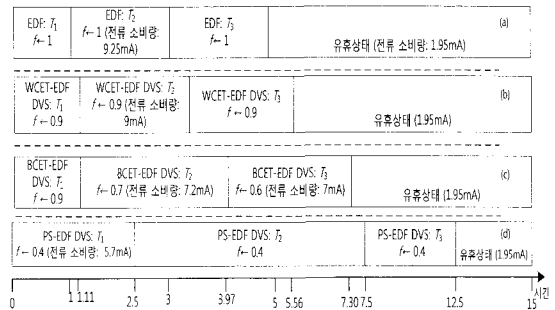 EDF: T₁
f← 1
EDF: T₂
f← 1 (전류 소비량:
9.25mA)
EDF: T₃
f← 1
유휴상태 (전류 소비량: 1.95mA)
(a)
WCET-EDF
DVS: T₁
f ← 0.9
WCET-EDF DVS: T₂
f ← 0.9 (전류 소비량:
9mA)
WCET-EDF DVS: T₃
f ← 0.9
유휴상태 (1.95mA)
(b)
BCET-EDF
DVS: T₁
f ← 0.9
BCET-EDF DVS: T₂
f←0.7 (전류 소비량: 7.2mA)
BCET-EDF DVS: T₃
f← 0.6 (전류 소비량: 7mA)
유휴상태 (1.95mA)
(c)
PS-EDF DVS: T₁
f ← 0.4 (전류 소비량: 5.7mA)
PS-EDF DVS: T₂
f← 0.4
PS-EDF DVS: T₃
f← 0.4
유휴상태 (1.95mA)
(d)
시간
0 1 1.11 2.5 3 3.97 5 5.56 7.30 7.5 12.5 15